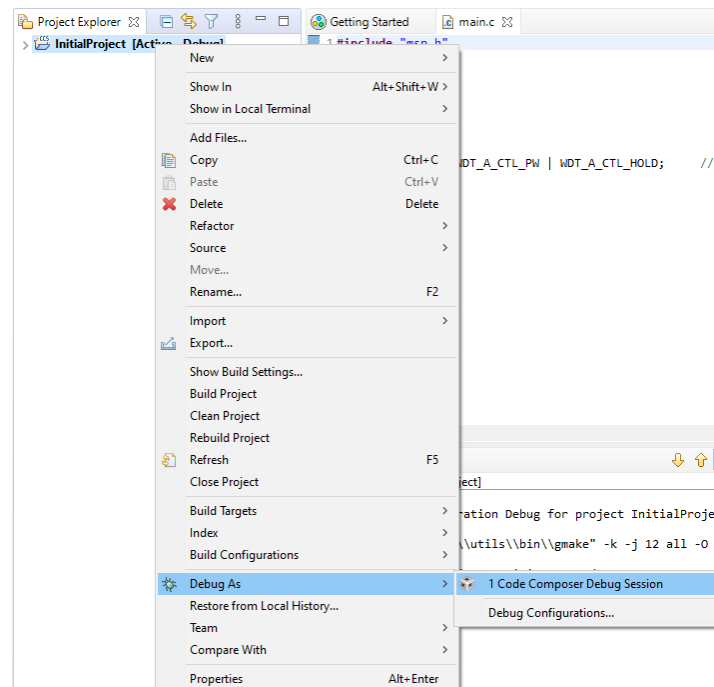 Project Explorer
Getting Started
main.c
InitialProject [Active - Debug]
1 #include "msp.h"
New
Show In Alt+Shift+W
Show in Local Terminal
Add Files...
Copy Ctrl+C
WDT_A_CTL_PW | WDT_A_CTL_HOLD; //
Paste Ctrl+V
Delete Delete
Refactor
Source
Move...
Rename... F2
Import
Export...
Show Build Settings...
Build Project
Clean Project
Rebuild Project
Refresh F5
Close Project
ject]
Build Targets
ration Debug for project InitialProje
Index
\\utils\\bin\\gmake" -k -j 12 all -O
Build Configurations
Debug As
1 Code Composer Debug Session
Restore from Local History...
Debug Configurations...
Team
Compare With
Properties Alt+Enter